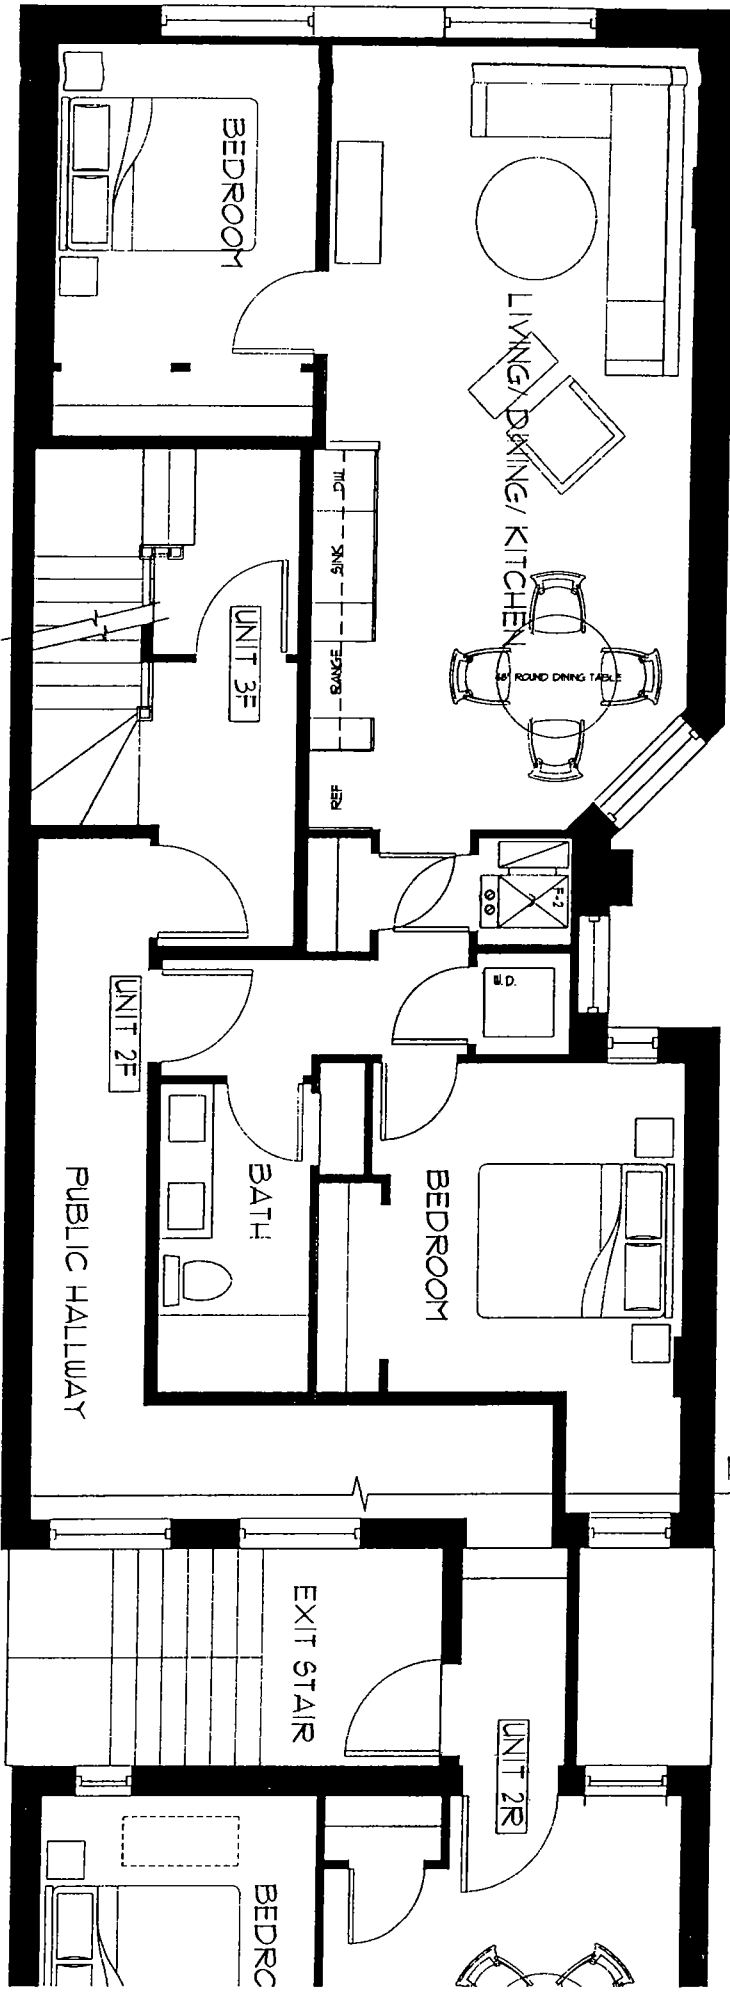 BEDROOM
LIVING/DINING/KITCHEN
DW
SINK
RANGE
REF
48" ROUND DINING TABLE
UNIT 3F
F-2
W.D.
UNIT 2F
BATH
BEDROOM
PUBLIC HALLWAY
EXIT STAIR
UNIT 2R
BEDRO